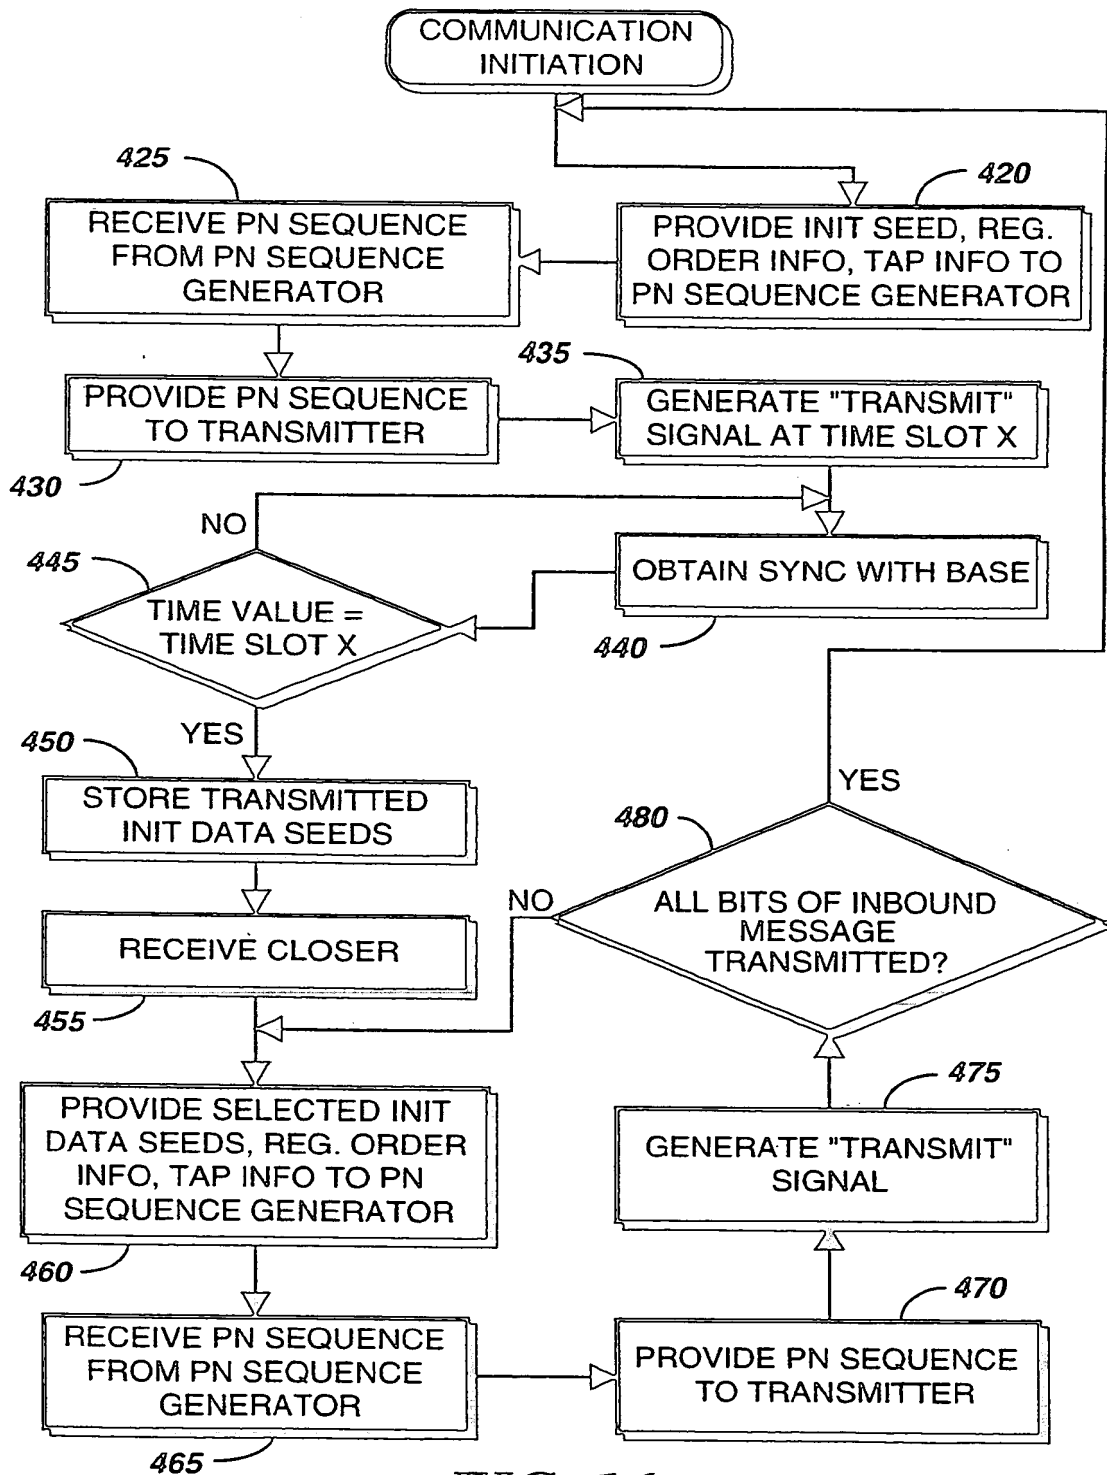 COMMUNICATION
INITIATION
425
420
RECEIVE PN SEQUENCE
FROM PN SEQUENCE
GENERATOR
PROVIDE INIT SEED, REG.
ORDER INFO, TAP INFO TO
PN SEQUENCE GENERATOR
435
PROVIDE PN SEQUENCE
TO TRANSMITTER
430
GENERATE "TRANSMIT"
SIGNAL AT TIME SLOT X
NO
445
TIME VALUE =
TIME SLOT X
OBTAIN SYNC WITH BASE
440
YES
450
STORE TRANSMITTED
INIT DATA SEEDS
YES
480
NO
ALL BITS OF INBOUND
MESSAGE
TRANSMITTED?
RECEIVE CLOSER
455
475
PROVIDE SELECTED INIT
DATA SEEDS, REG. ORDER
INFO, TAP INFO TO PN
SEQUENCE GENERATOR
460
GENERATE "TRANSMIT"
SIGNAL
470
RECEIVE PN SEQUENCE
FROM PN SEQUENCE
GENERATOR
465
PROVIDE PN SEQUENCE
TO TRANSMITTER